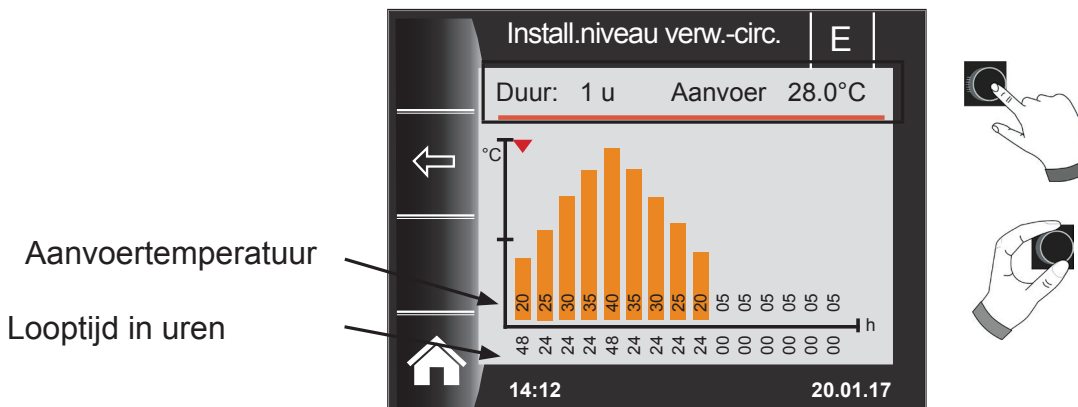 Install.niveau verw.-circ. E
Duur: 1 u Aanvoer 28.0°C
°C
Aanvoertemperatuur
20 25 30 35 40 35 30 25 20 05 05 05 05 05 05
h
Looptijd in uren
48 24 24 24 48 24 24 24 24 00 00 00 00 00 00
14:12 20.01.17